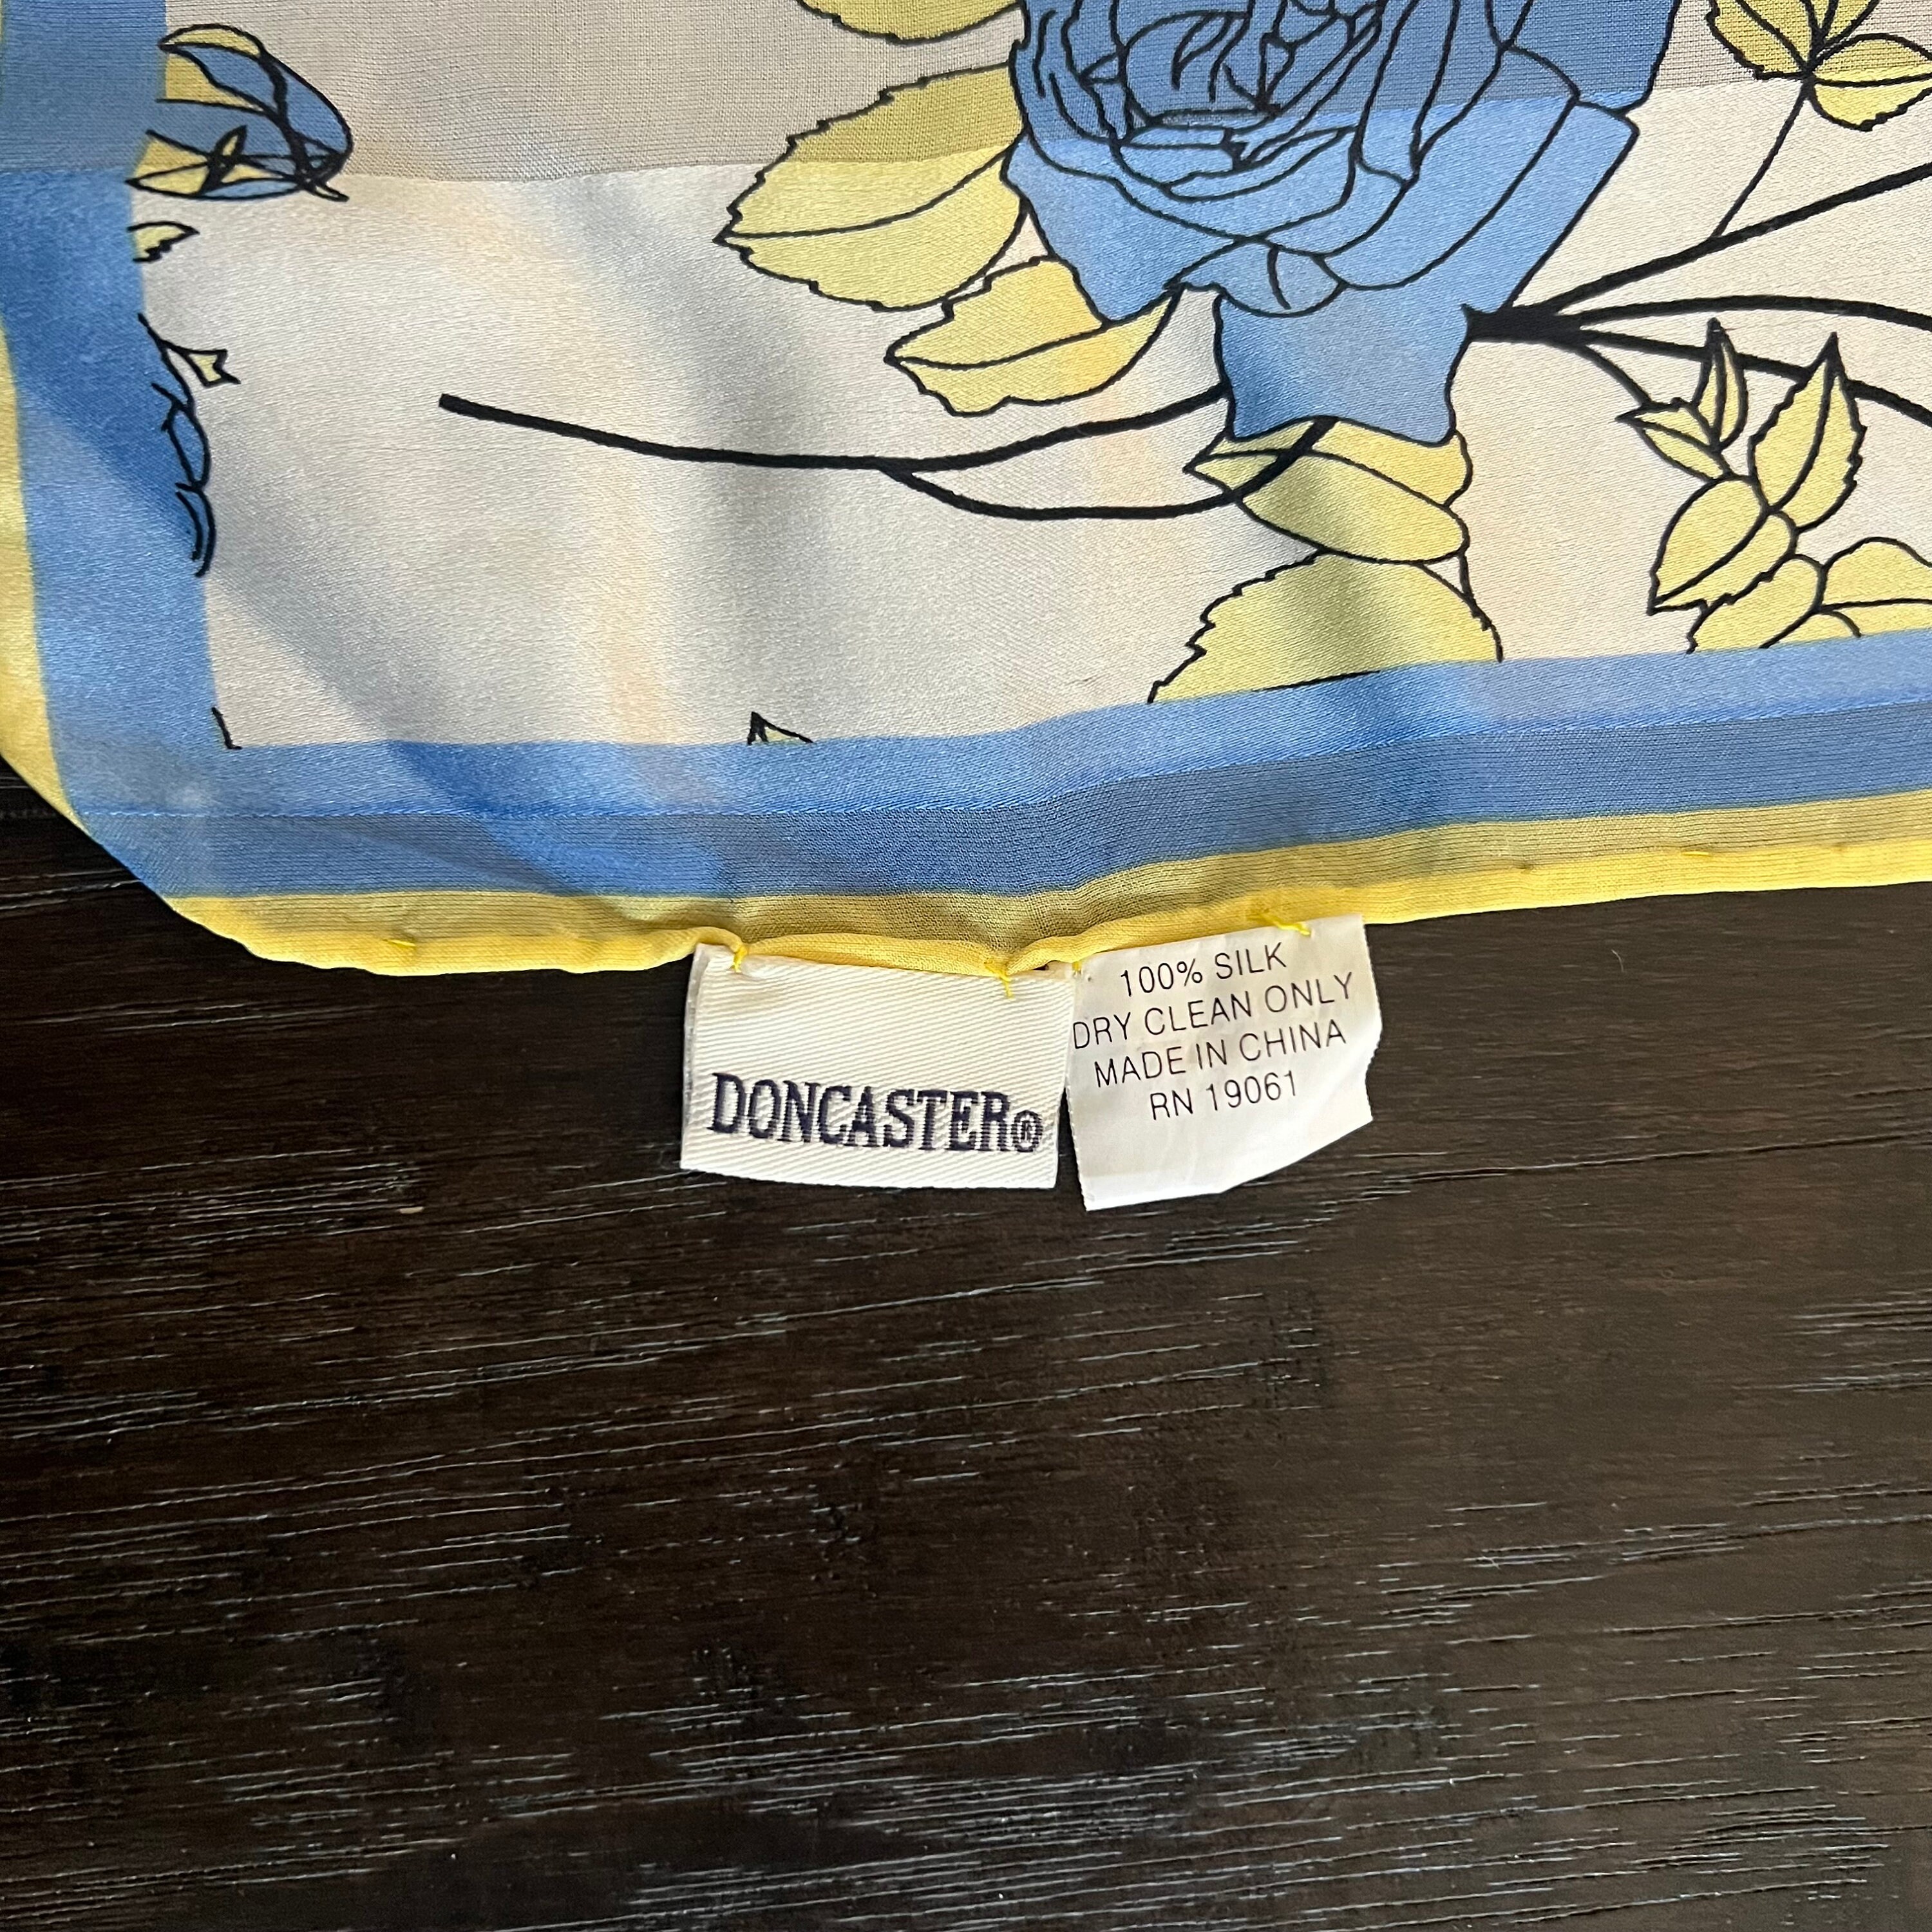 DONCASTER®
100% SILK
DRY CLEAN ONLY
MADE IN CHINA
RN 19061